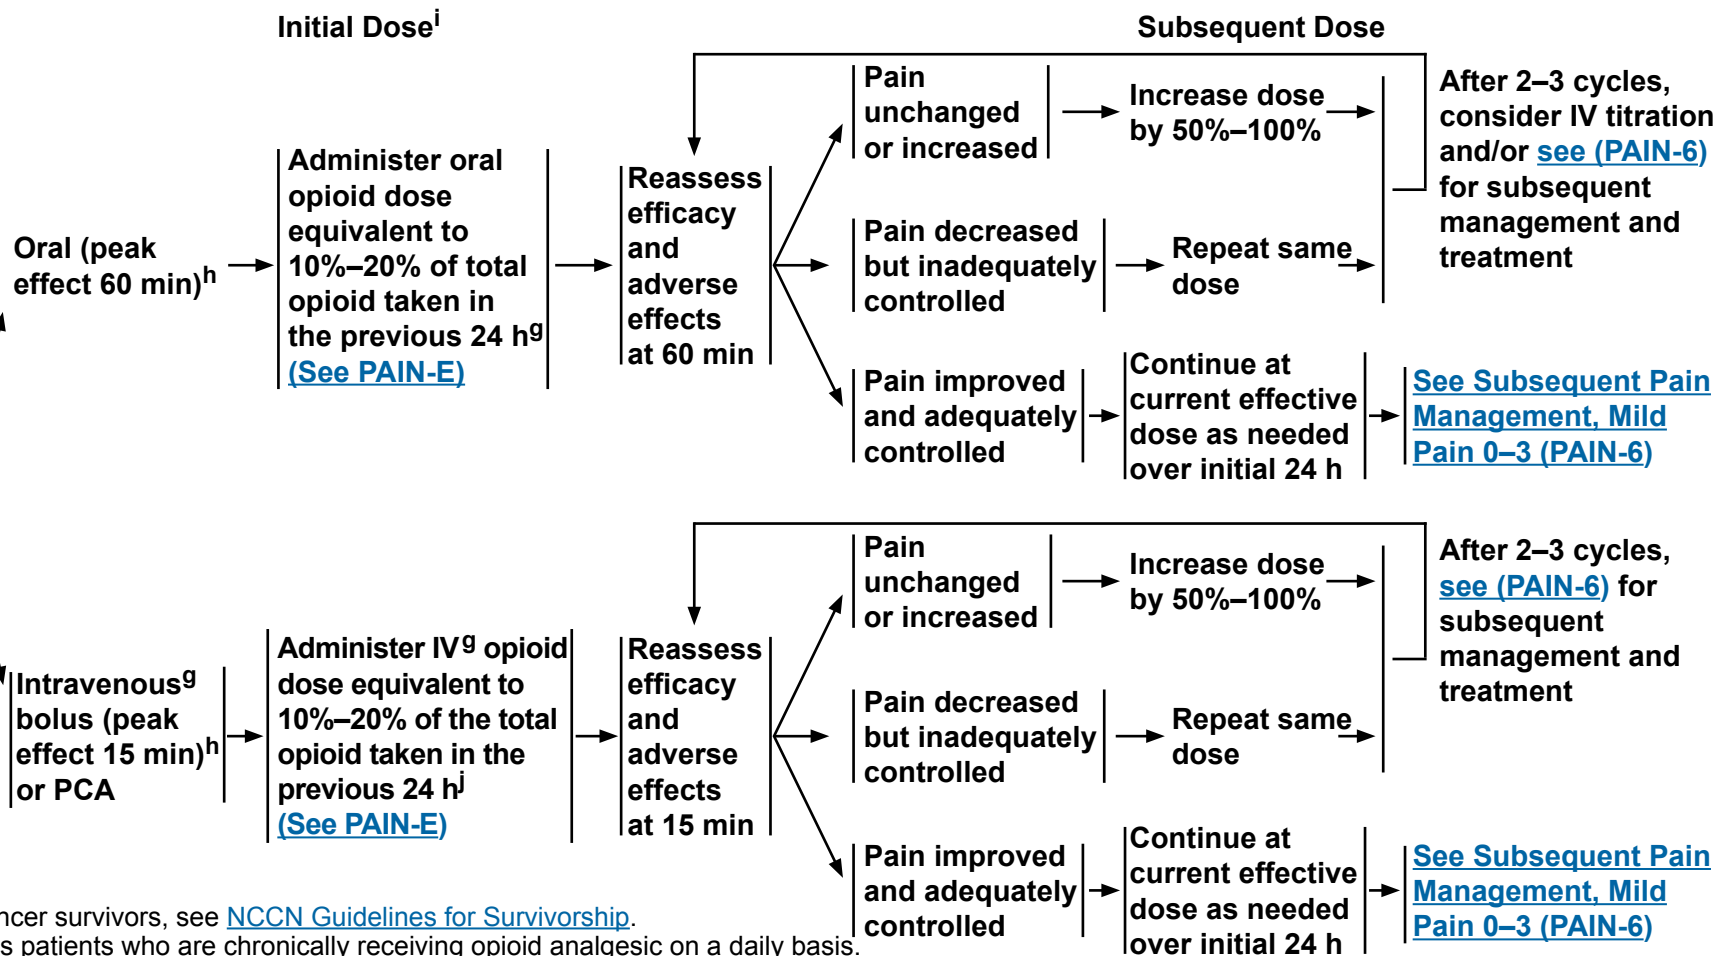 Initial Doseⁱ
Subsequent Dose
Oral (peak
effect 60 min)ʰ
Administer oral
opioid dose
equivalent to
10%–20% of total
opioid taken in
the previous 24 hᵍ
(See PAIN-E)
Reassess
efficacy
and
adverse
effects
at 60 min
Pain
unchanged
or increased
Increase dose
by 50%–100%
Pain decreased
but inadequately
controlled
Repeat same
dose
After 2–3 cycles,
consider IV titration
and/or see (PAIN-6)
for subsequent
management and
treatment
Pain improved
and adequately
controlled
Continue at
current effective
dose as needed
over initial 24 h
See Subsequent Pain
Management, Mild
Pain 0–3 (PAIN-6)
Intravenousᵍ
bolus (peak
effect 15 min)ʰ
or PCA
Administer IVᵍ opioid
dose equivalent to
10%–20% of the total
opioid taken in the
previous 24 hʲ
(See PAIN-E)
Reassess
efficacy
and
adverse
effects
at 15 min
Pain
unchanged
or increased
Increase dose
by 50%–100%
Pain decreased
but inadequately
controlled
Repeat same
dose
After 2–3 cycles,
see (PAIN-6) for
subsequent
management and
treatment
Pain improved
and adequately
controlled
Continue at
current effective
dose as needed
over initial 24 h
See Subsequent Pain
Management, Mild
Pain 0–3 (PAIN-6)
ncer survivors, see NCCN Guidelines for Survivorship.
s patients who are chronically receiving opioid analgesic on a daily basis.